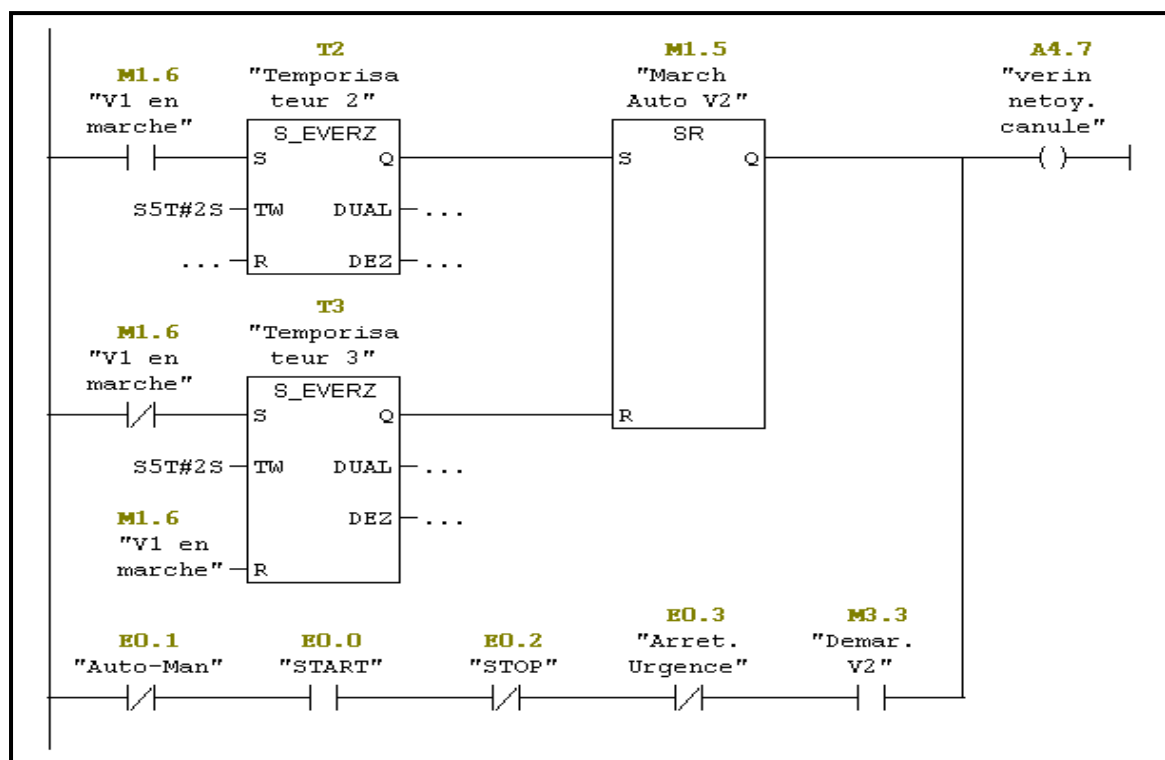 T2
M1.5
A4.7
M1.6
"Temporisa
"March
"verin
"V1 en
teur 2"
Auto V2"
netoy.
marche"
canule"
S_EVERZ
SR
S
Q
S
Q
( )
S5T#2S
TW
DUAL
...
...
R
DEZ
...
T3
M1.6
"Temporisa
"V1 en
teur 3"
marche"
S_EVERZ
S
Q
R
S5T#2S
TW
DUAL
...
M1.6
DEZ
...
"V1 en
marche"
R
E0.1
E0.0
E0.2
E0.3
M3.3
"Auto-Man"
"START"
"STOP"
"Arret.
Urgence"
"Demar.
V2"